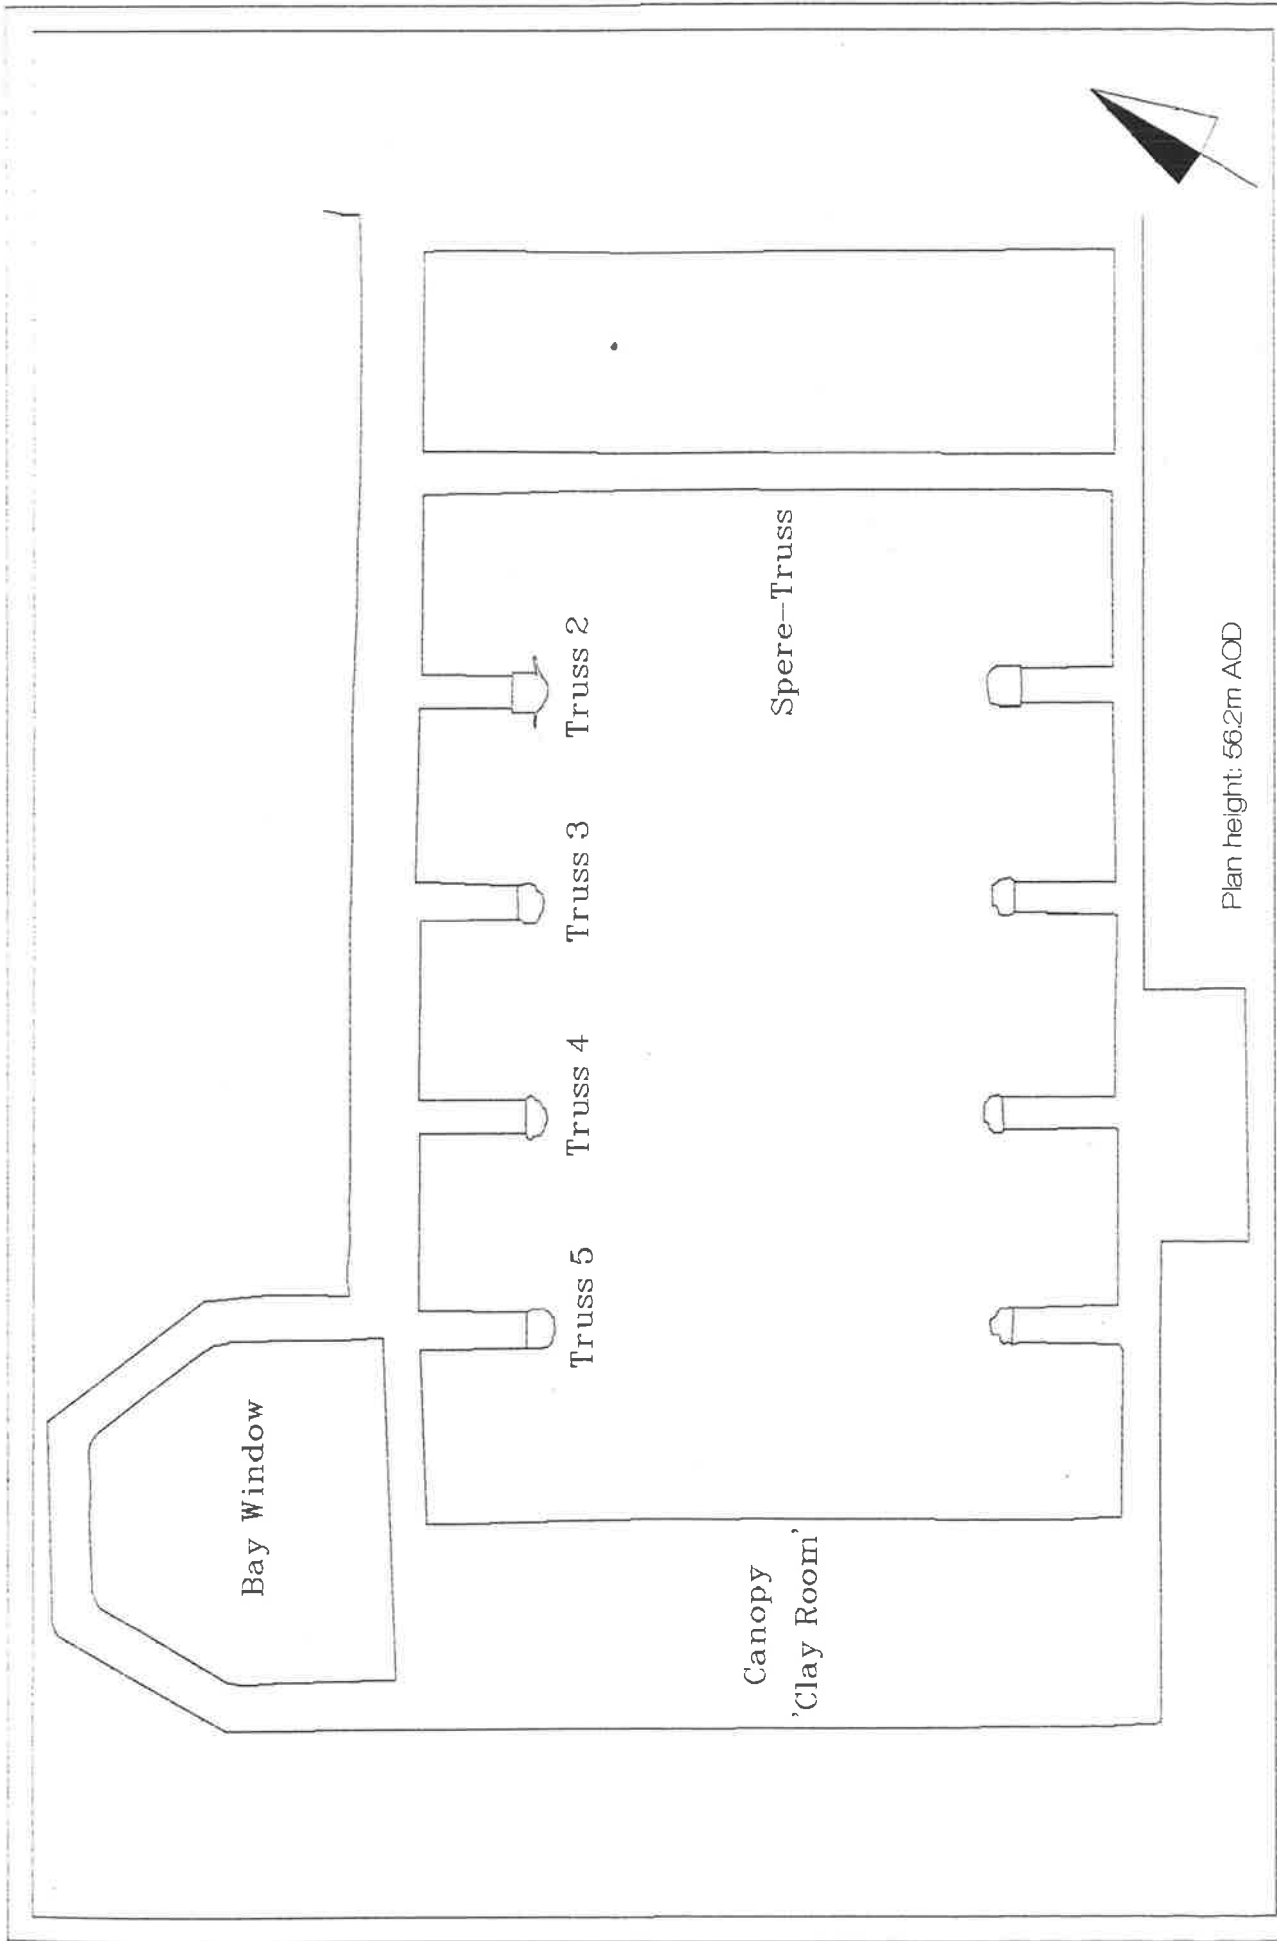 Bay Window
Truss 5
Truss 4
Truss 3
Truss 2
Canopy
'Clay Room'
Spere-Truss
Plan height: 56.2m AOD